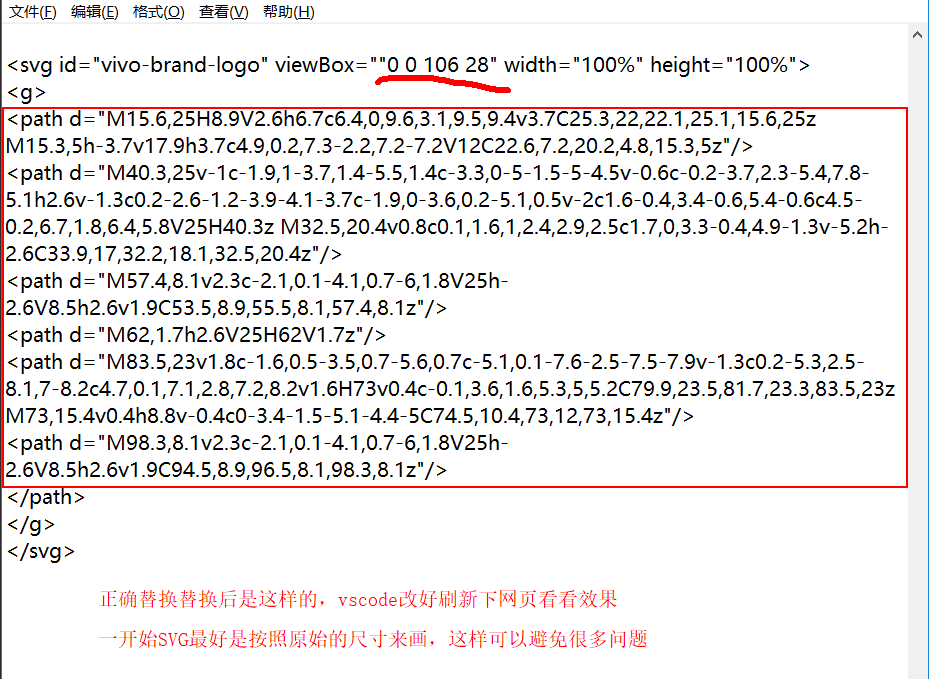 文件(F) 编辑(E) 格式(O) 查看(V) 帮助(H)
<svg id="vivo-brand-logo" viewBox=""0 0 106 28" width="100%" height="100%">
<g>
<path d="M15.6,25H8.9V2.6h6.7c6.4,0,9.6,3.1,9.5,9.4v3.7C25.3,22,22.1,25.1,15.6,25z
M15.3,5h-3.7v17.9h3.7c4.9,0.2,7.3-2.2,7.2-7.2V12C22.6,7.2,20.2,4.8,15.3,5z"/>
<path d="M40.3,25v-1c-1.9,1-3.7,1.4-5.5,1.4c-3.3,0-5-1.5-5-4.5v-0.6c-0.2-3.7,2.3-5.4,7.8-
5.1h2.6v-1.3c0.2-2.6-1.2-3.9-4.1-3.7c-1.9,0-3.6,0.2-5.1,0.5v-2c1.6-0.4,3.4-0.6,5.4-0.6c4.5-
0.2,6.7,1.8,6.4,5.8V25H40.3z M32.5,20.4v0.8c0.1,1.6,1,2.4,2.9,2.5c1.7,0,3.3-0.4,4.9-1.3v-5.2h-
2.6C33.9,17,32.2,18.1,32.5,20.4z"/>
<path d="M57.4,8.1v2.3c-2.1,0.1-4.1,0.7-6,1.8V25h-
2.6V8.5h2.6v1.9C53.5,8.9,55.5,8.1,57.4,8.1z"/>
<path d="M62,1.7h2.6V25H62V1.7z"/>
<path d="M83.5,23v1.8c-1.6,0.5-3.5,0.7-5.6,0.7c-5.1,0.1-7.6-2.5-7.5-7.9v-1.3c0.2-5.3,2.5-
8.1,7-8.2c4.7,0.1,7.1,2.8,7.2,8.2v1.6H73v0.4c-0.1,3.6,1.6,5.3,5,5.2C79.9,23.5,81.7,23.3,83.5,23z
M73,15.4v0.4h8.8v-0.4c0-3.4-1.5-5.1-4.4-5C74.5,10.4,73,12,73,15.4z"/>
<path d="M98.3,8.1v2.3c-2.1,0.1-4.1,0.7-6,1.8V25h-
2.6V8.5h2.6v1.9C94.5,8.9,96.5,8.1,98.3,8.1z"/>
</path>
</g>
</svg>
正确替换替换后是这样的，vscode改好刷新下网页看看效果
一开始SVG最好是按照原始的尺寸来画，这样可以避免很多问题